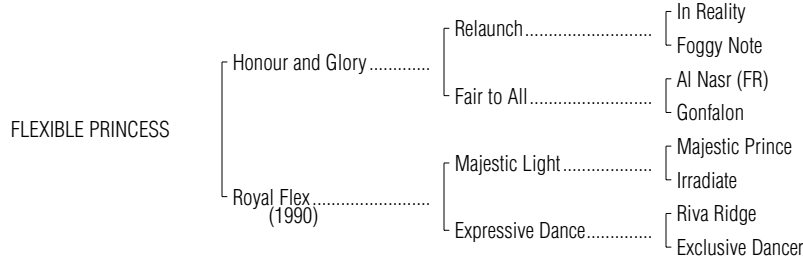 In Reality
Relaunch............................
Foggy Note
Honour and Glory .............
Al Nasr (FR)
Fair to All...........................
Gonfalon
FLEXIBLE PRINCESS
Majestic Prince
Majestic Light....................
Irradiate
Royal Flex.........................
(1990)
Riva Ridge
Expressive Dance..............
Exclusive Dancer